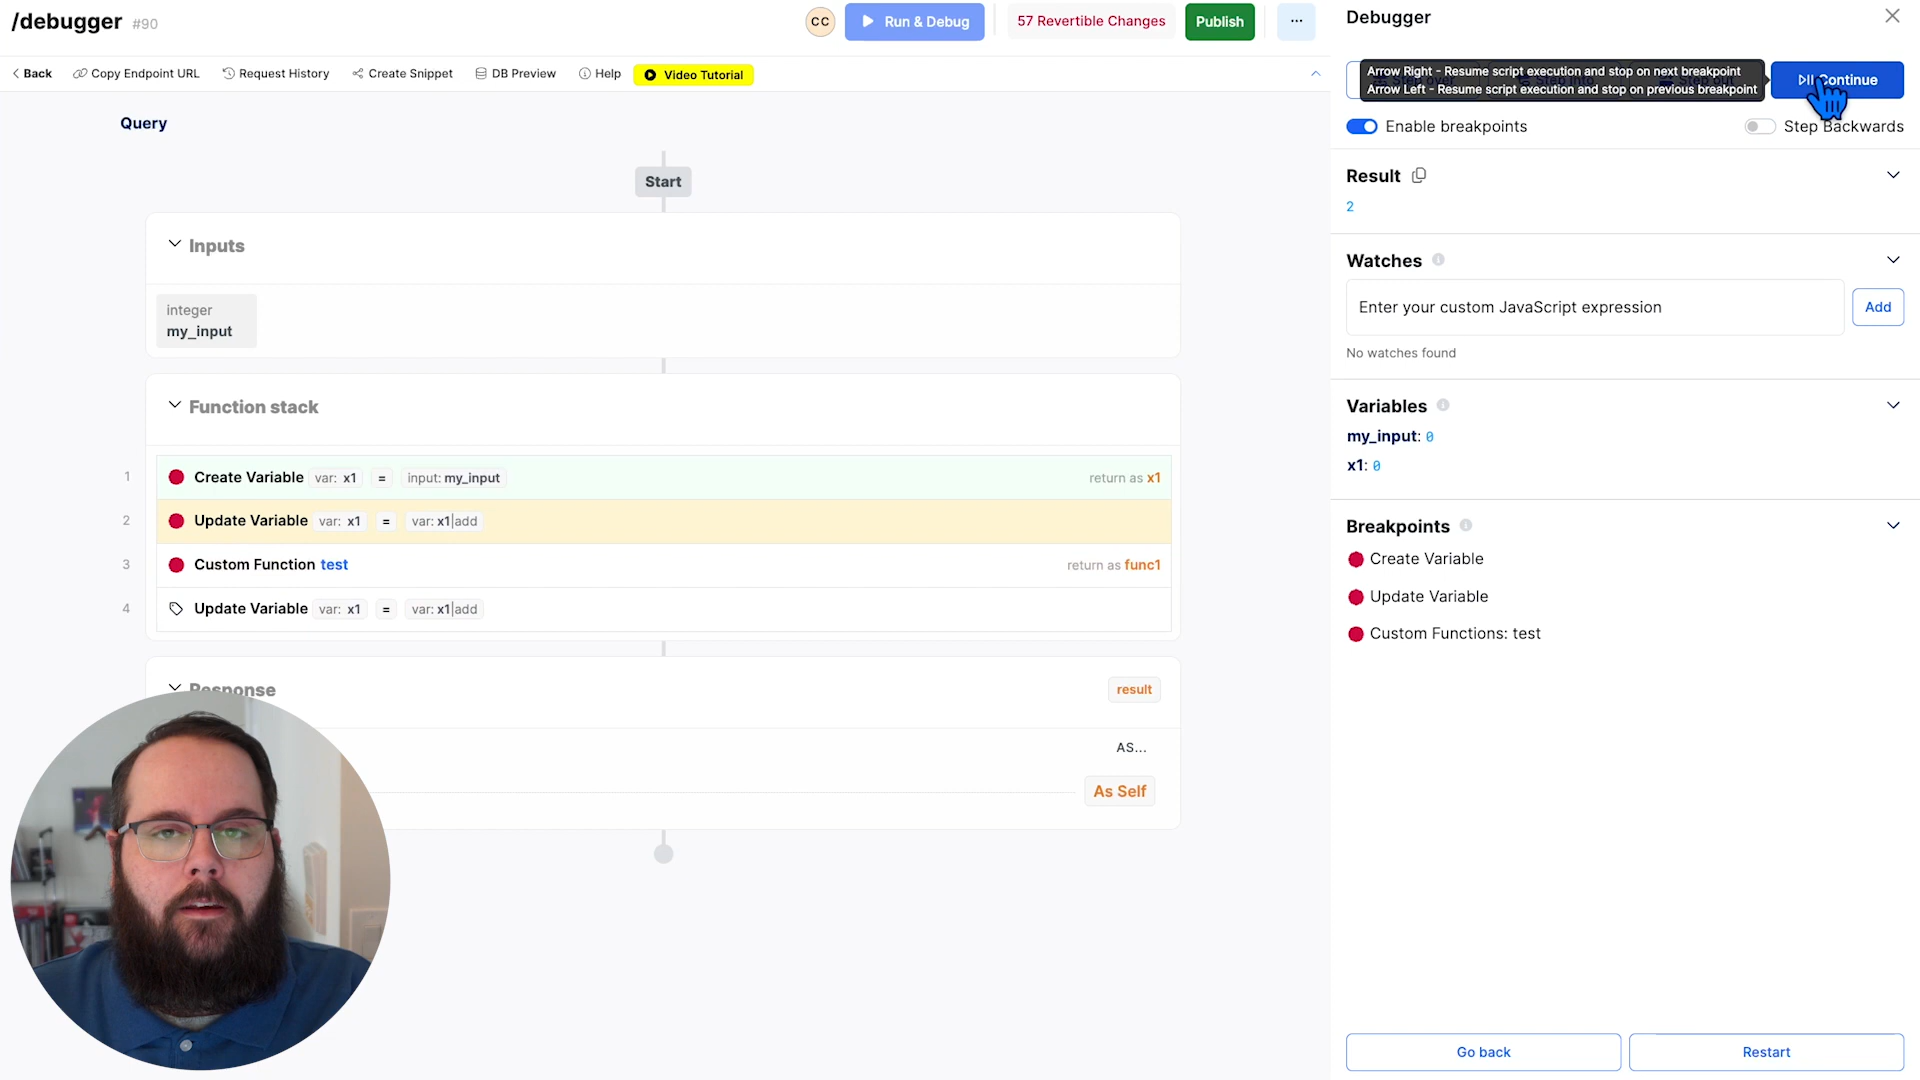 /debugger #90
CC
Run & Debug
57 Revertible Changes
Publish
...
Back
Copy Endpoint URL
Request History
Create Snippet
DB Preview
Help
Video Tutorial
Query
Start
Inputs
integer
my_input
Function stack
1 Create Variable var: x1 = input: my_input return as x1
2 Update Variable var: x1 = var: x1|add
3 Custom Function test return as func1
4 Update Variable var: x1 = var: x1|add
Response
result
AS...
As Self
Debugger
Arrow Right - Resume script execution and stop on next breakpoint
Arrow Left - Resume script execution and stop on previous breakpoint
Continue
Enable breakpoints
Step Backwards
Result
2
Watches
Enter your custom JavaScript expression
Add
No watches found
Variables
my_input: 0
x1: 0
Breakpoints
Create Variable
Update Variable
Custom Functions: test
Go back
Restart